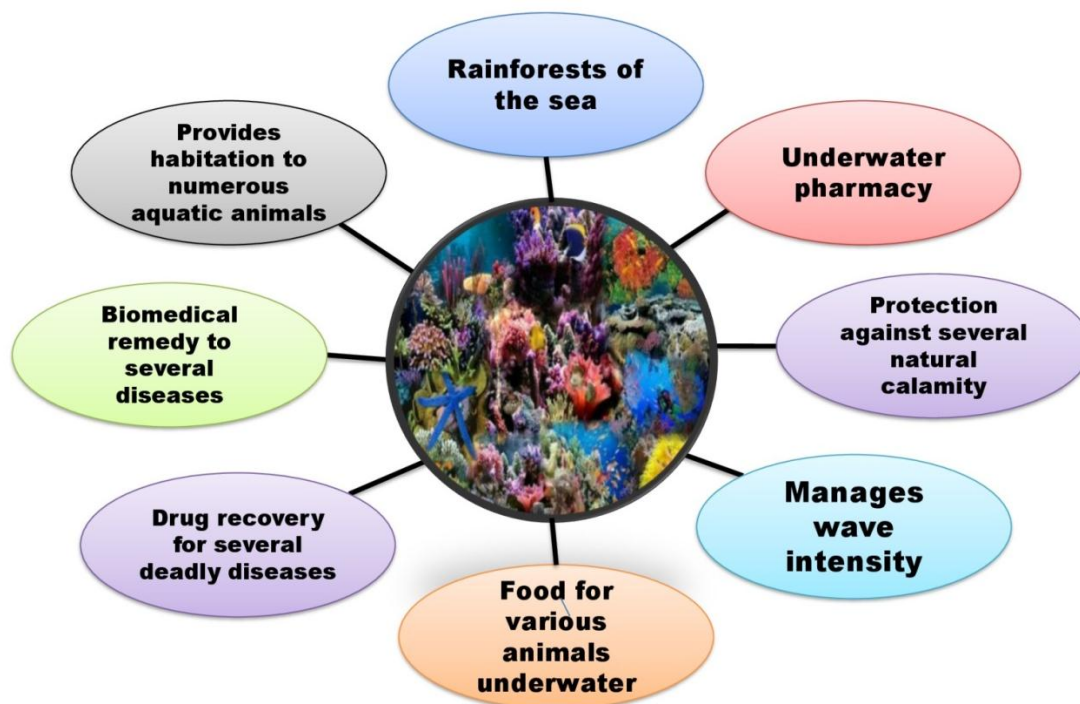 Rainforests of
the sea
Underwater
pharmacy
Protection
against several
natural
calamity
Manages
wave
intensity
Food for
various
animals
underwater
Drug recovery
for several
deadly diseases
Biomedical
remedy to
several
diseases
Provides
habitation to
numerous
aquatic animals